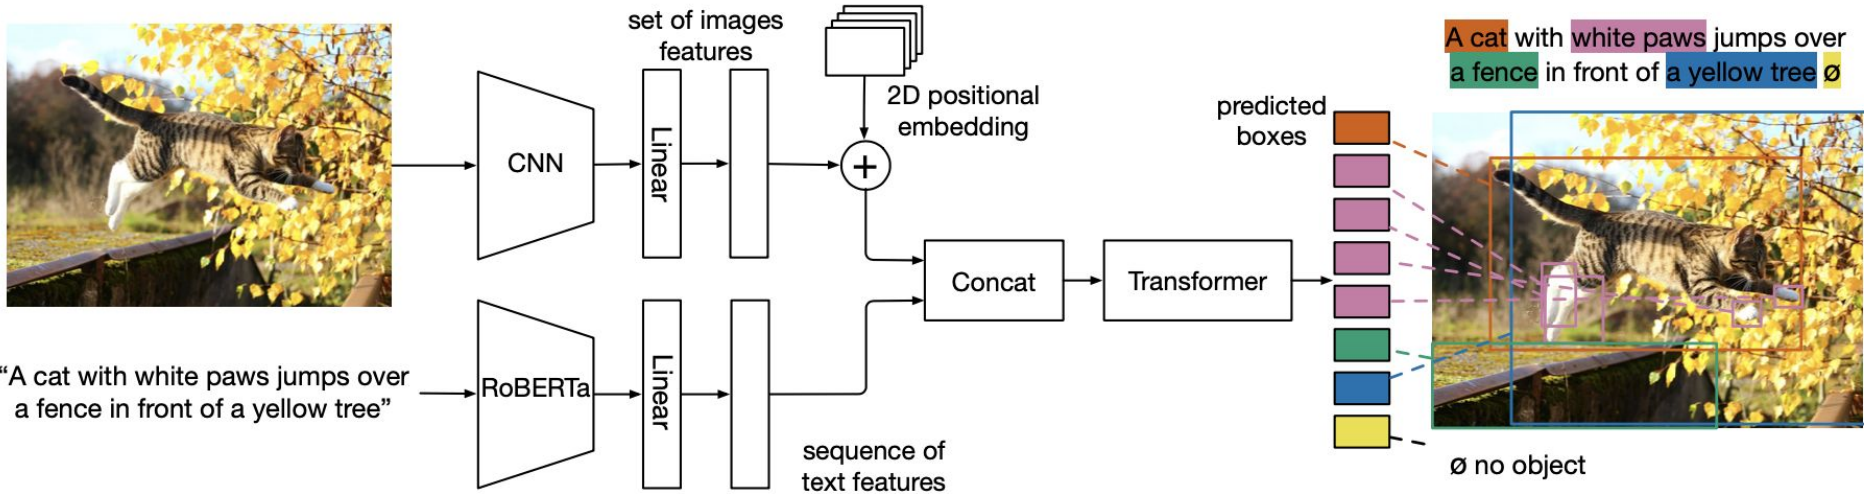 set of images
features
2D positional
embedding
CNN
Linear
+
Concat
Transformer
"A cat with white paws jumps over
a fence in front of a yellow tree"
RoBERTa
Linear
sequence of
text features
predicted
boxes
A cat with white paws jumps over
a fence in front of a yellow tree ø
ø no object